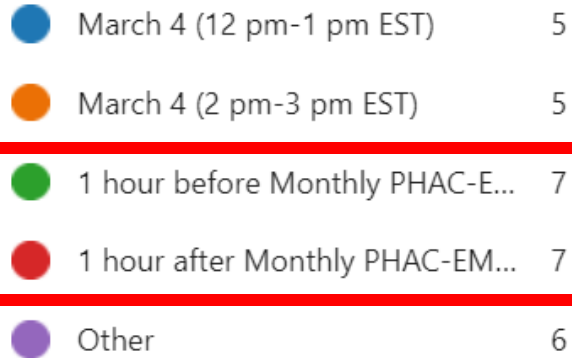 March 4 (12 pm-1 pm EST) 5
March 4 (2 pm-3 pm EST) 5
1 hour before Monthly PHAC-E... 7
1 hour after Monthly PHAC-EM... 7
Other 6